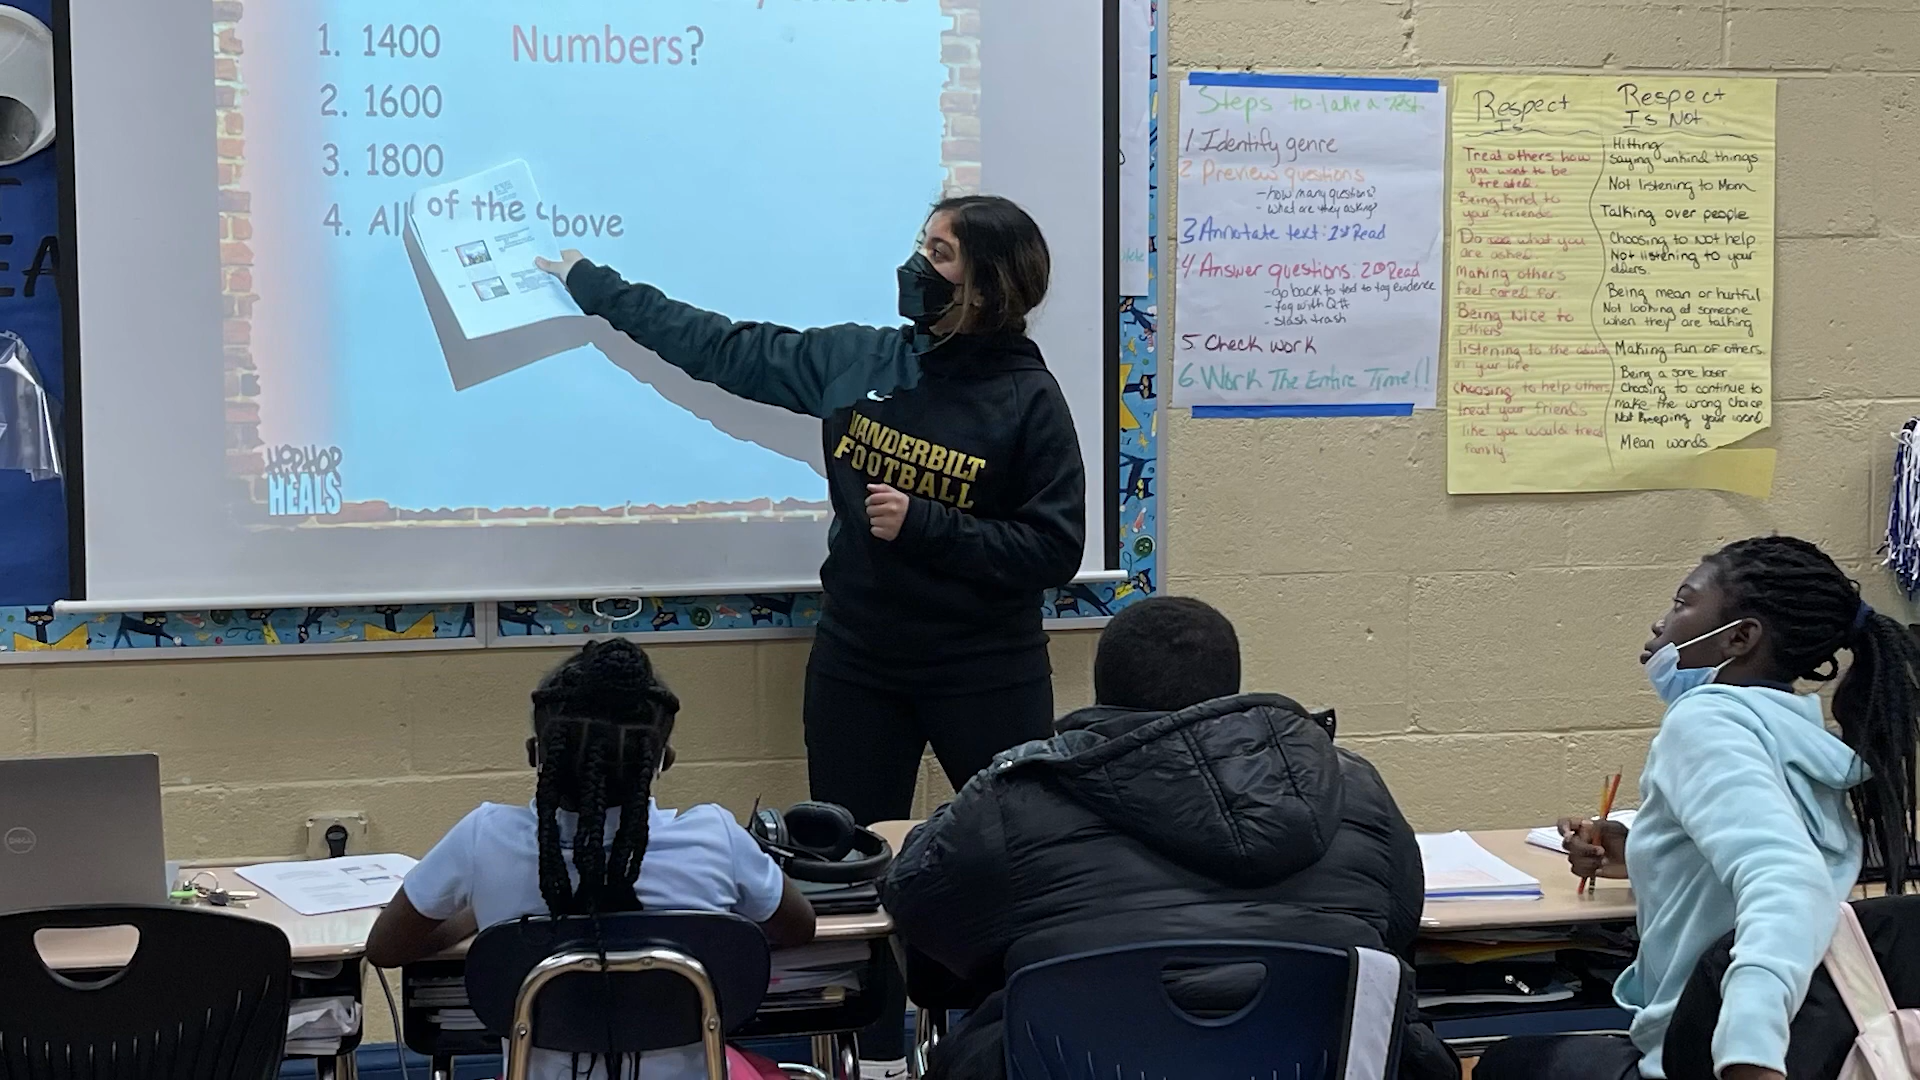 1. 1400
Numbers?
2. 1600
3. 1800
4. All of the above
HIP HOP
HEALS
VANDERBILT
FOOTBALL
Steps to take a test
1 Identify genre
2 Preview questions
- how many questions?
- what are they asking?
3 Annotate text: 1st Read
4 Answer questions: 2nd Read
- go back to text to tag evidence
- Tag with Q#
- Slash trash
5. Check work
6. Work The Entire Time!!
Respect
Is
Treat others how
you want to be
treated.
Being kind to
your friends
Do what you
are asked
Making others
feel cared for.
Being Nice to
others
listening to the adults
in your life
Choosing to help others
treat your friends
like you would treat
family
Respect
Is Not
Hitting
saying unkind things
Not listening to Mom
Talking over people
Choosing to not help
Not listening to your
elders.
Being mean or hurtful
Not looking at someone
when they are talking
Making fun of others.
Being a sore loser
Choosing to continue to
make the wrong choice
Not keeping your word
Mean words
DELL